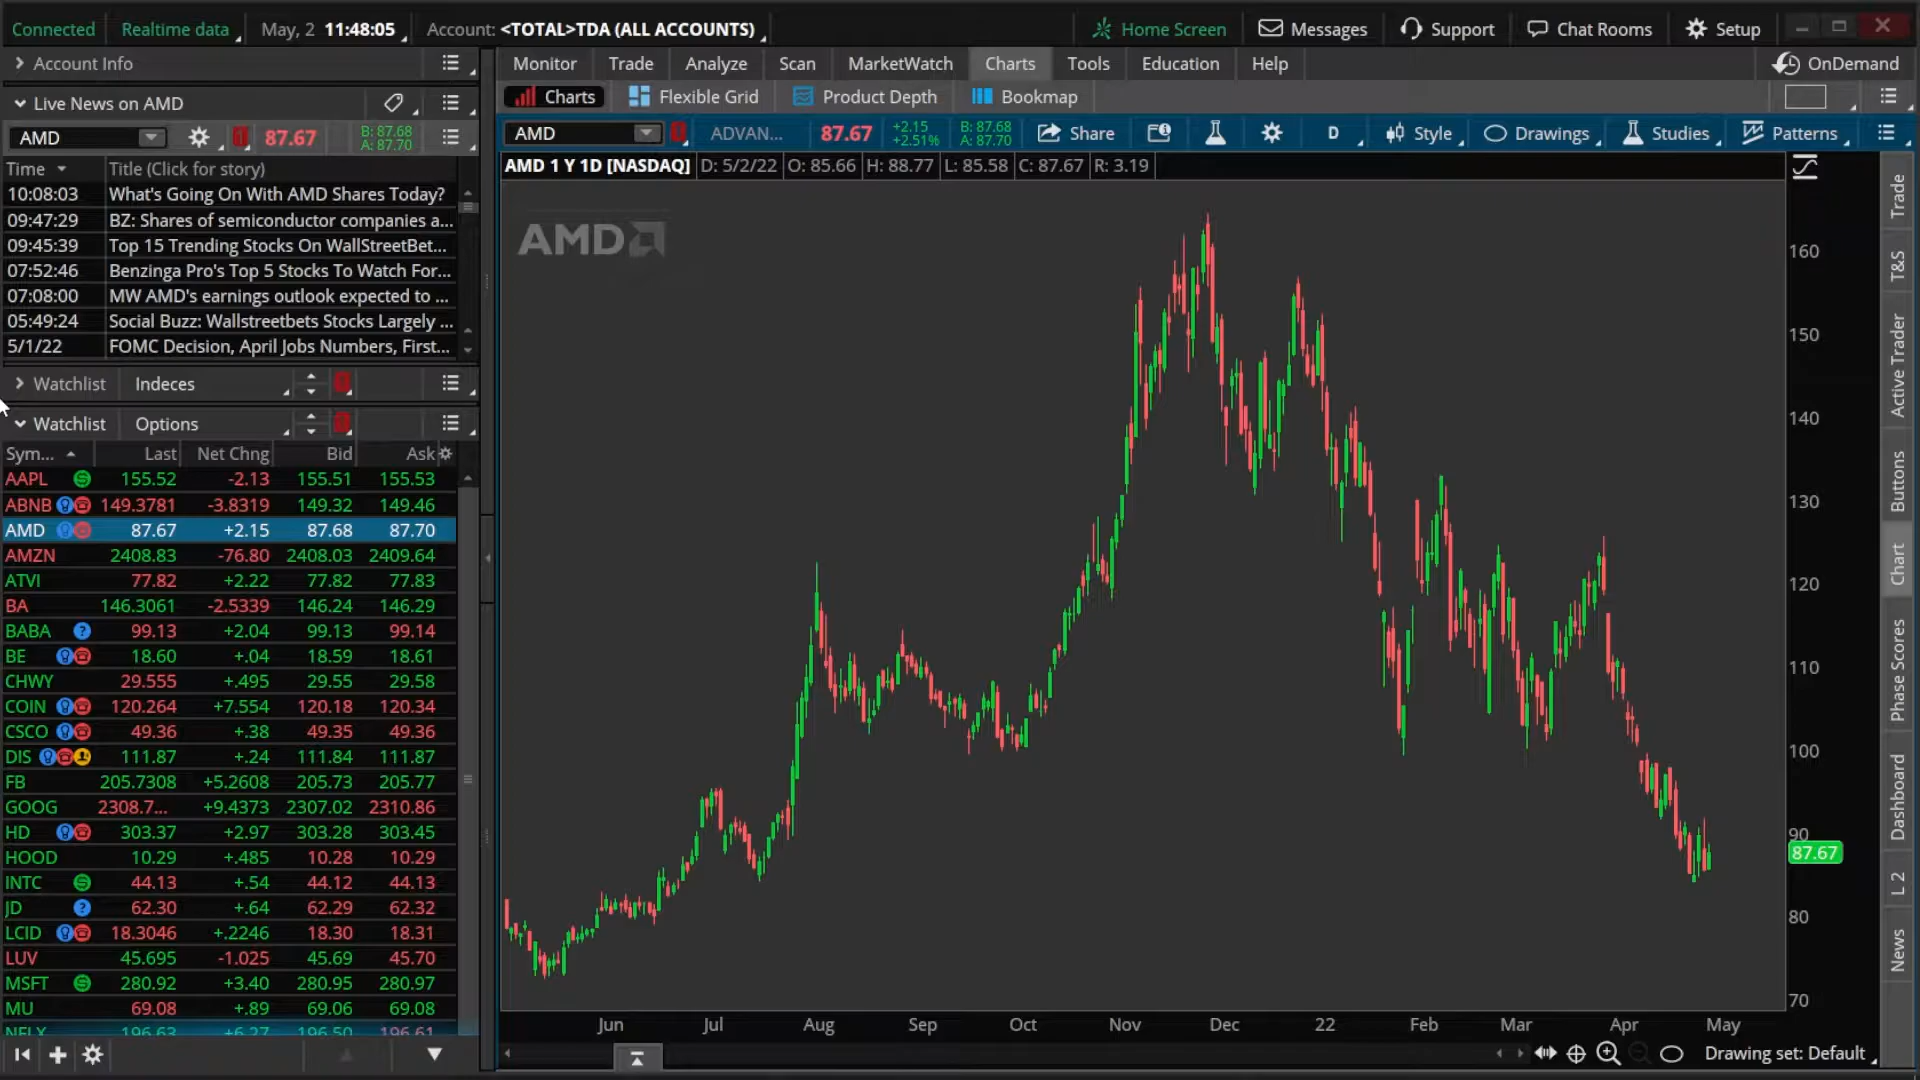 Connected Realtime data May, 2 11:48:05 Account: <TOTAL>TDA (ALL ACCOUNTS) Home Screen Messages Support Chat Rooms Setup
Account Info
Monitor Trade Analyze Scan MarketWatch Charts Tools Education Help OnDemand
Live News on AMD
Charts Flexible Grid Product Depth Bookmap
AMD 87.67 B: 87.68 A: 87.70
AMD ADVAN... 87.67 +2.15 +2.51% B: 87.68 A: 87.70 Share D Style Drawings Studies Patterns
AMD 1 Y 1D [NASDAQ] D: 5/2/22 O: 85.66 H: 88.77 L: 85.58 C: 87.67 R: 3.19
Time Title (Click for story)
10:08:03 What's Going On With AMD Shares Today?
09:47:29 BZ: Shares of semiconductor companies a...
09:45:39 Top 15 Trending Stocks On WallStreetBet...
07:52:46 Benzinga Pro's Top 5 Stocks To Watch For...
07:08:00 MW AMD's earnings outlook expected to ...
05:49:24 Social Buzz: Wallstreetbets Stocks Largely ...
5/1/22 FOMC Decision, April Jobs Numbers, First...
Watchlist Indeces
Watchlist Options
Sym... Last Net Chng Bid Ask
AAPL 155.52 -2.13 155.51 155.53
ABNB 149.3781 -3.8319 149.32 149.46
AMD 87.67 +2.15 87.68 87.70
AMZN 2408.83 -76.80 2408.03 2409.64
ATVI 77.82 +2.22 77.82 77.83
BA 146.3061 -2.5339 146.24 146.29
BABA 99.13 +2.04 99.13 99.14
BE 18.60 +.04 18.59 18.61
CHWY 29.555 +.495 29.55 29.58
COIN 120.264 +7.554 120.18 120.34
CSCO 49.36 +.38 49.35 49.36
DIS 111.87 +.24 111.84 111.87
FB 205.7308 +5.2608 205.73 205.77
GOOG 2308.7... +9.4373 2307.02 2310.86
HD 303.37 +2.97 303.28 303.45
HOOD 10.29 +.485 10.28 10.29
INTC 44.13 +.54 44.12 44.13
JD 62.30 +.64 62.29 62.32
LCID 18.3046 +.2246 18.30 18.31
LUV 45.695 -1.025 45.69 45.70
MSFT 280.92 +3.40 280.95 280.97
MU 69.08 +.89 69.06 69.08
NFLX 196.63 +6.27 196.50 196.61
AMD
160
150
140
130
120
110
100
90
87.67
80
70
Jun Jul Aug Sep Oct Nov Dec 22 Feb Mar Apr May
Drawing set: Default
Trade
T&S
Active Trader
Buttons
Chart
Phase Scores
Dashboard
L 2
News